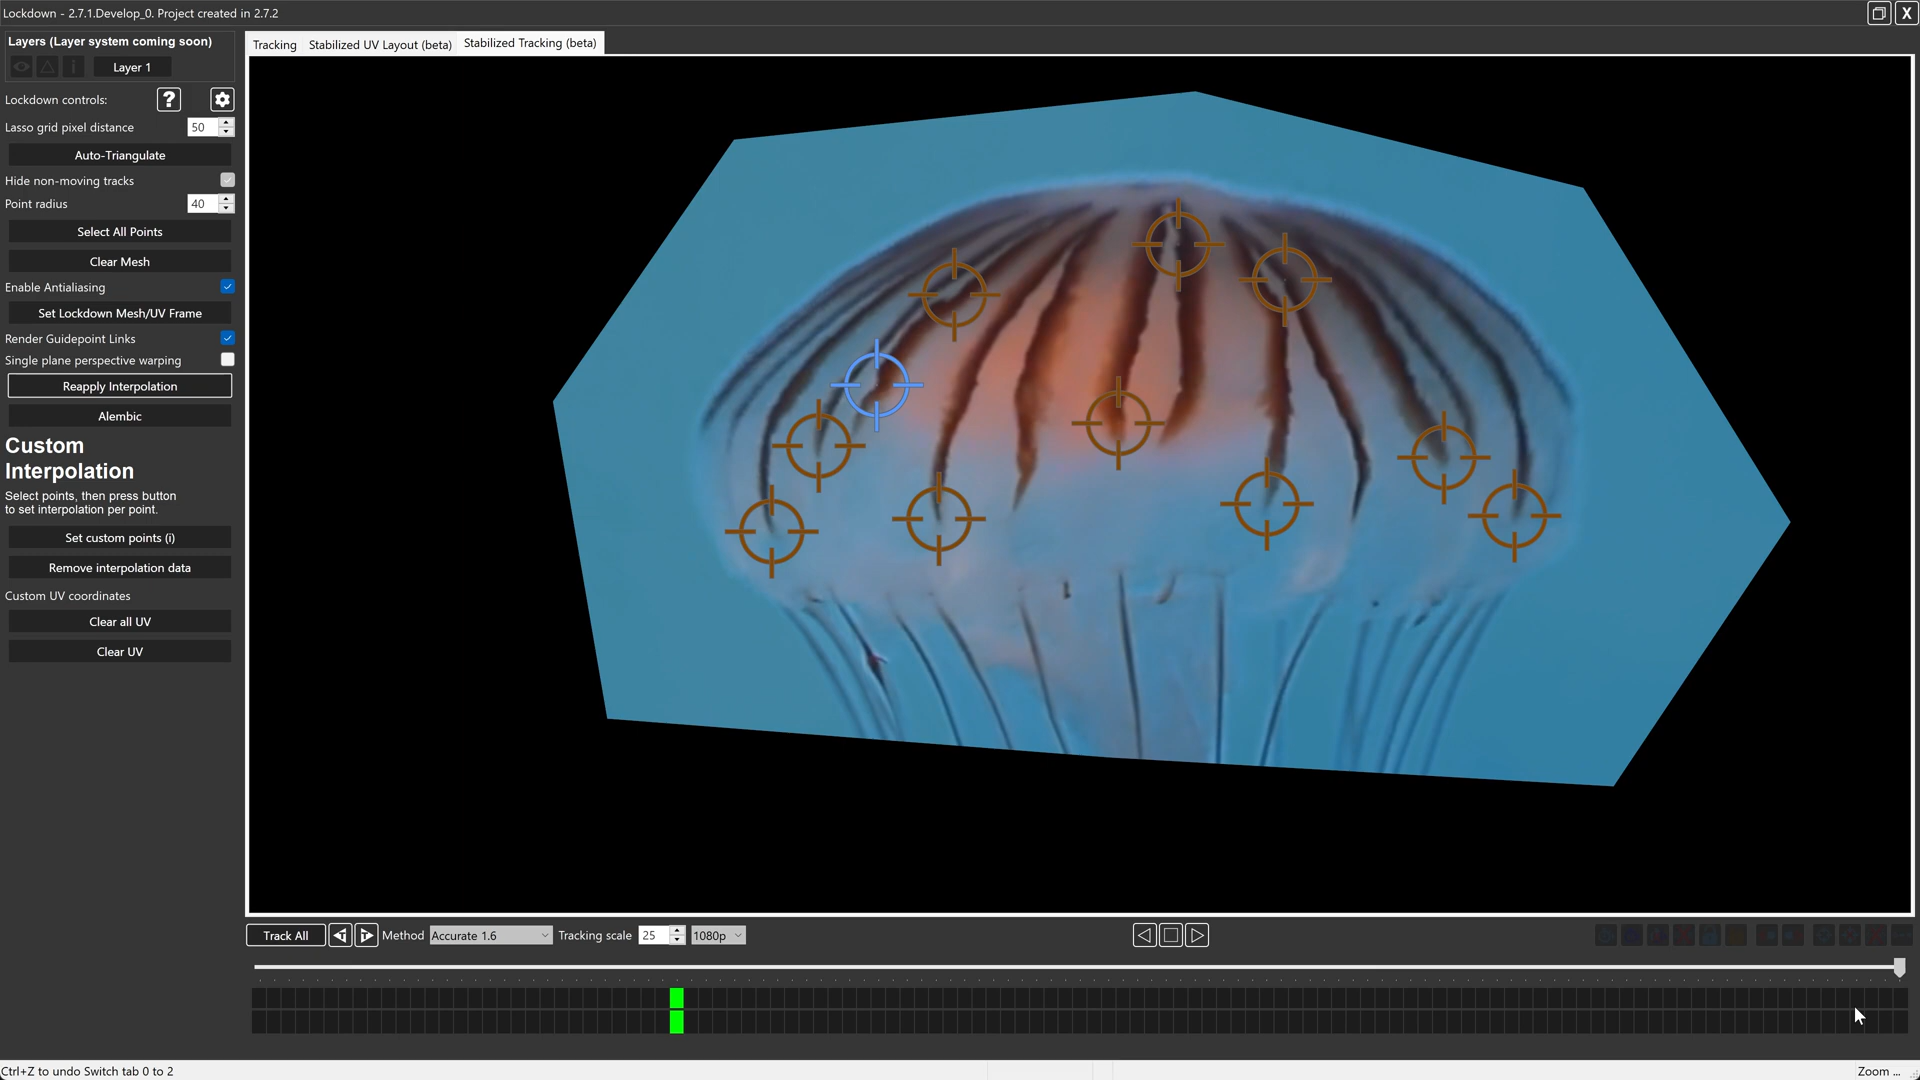 Lockdown - 2.7.1.Develop_0. Project created in 2.7.2
X
Layers (Layer system coming soon)
Layer 1
Tracking
Stabilized UV Layout (beta)
Stabilized Tracking (beta)
Lockdown controls:
?
Lasso grid pixel distance
50
Auto-Triangulate
Hide non-moving tracks
Point radius
40
Select All Points
Clear Mesh
Enable Antialiasing
Set Lockdown Mesh/UV Frame
Render Guidepoint Links
Single plane perspective warping
Reapply Interpolation
Alembic
Custom
Interpolation
Select points, then press button
to set interpolation per point.
Set custom points (i)
Remove interpolation data
Custom UV coordinates
Clear all UV
Clear UV
Track All
Method
Accurate 1.6
Tracking scale
25
1080p
Ctrl+Z to undo Switch tab 0 to 2
Zoom ...